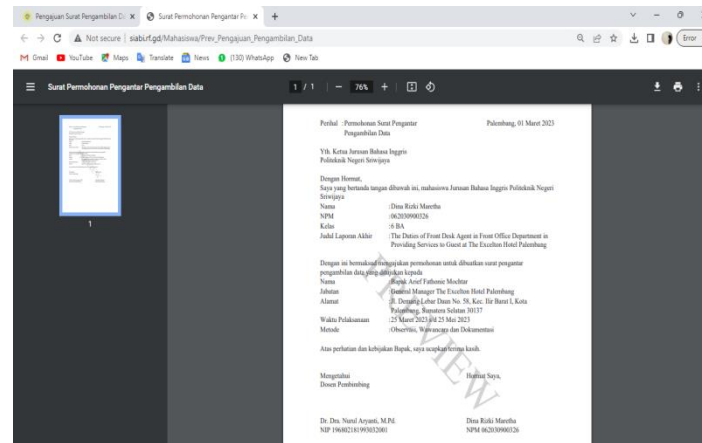 Pengajuan Surat Pengambilan Da
Surat Permohonan Pengantar Pen
Not secure | siabi.rf.gd/Mahasiswa/Prev_Pengajuan_Pengambilan_Data
Error
Gmail YouTube Maps Translate News (130) WhatsApp New Tab
Surat Permohonan Pengantar Pengambilan Data
1 / 1 | − 76% +
1
Perihal :Permohonan Surat Pengantar Palembang, 01 Maret 2023
Pengambilan Data
Yth. Ketua Jurusan Bahasa Inggris
Politeknik Negeri Sriwijaya
Dengan Hormat,
Saya yang bertanda tangan dibawah ini, mahasiswa Jurusan Bahasa Inggris Politeknik Negeri
Sriwijaya
Nama :Dina Rizki Maretha
NPM :062030900326
Kelas :6 BA
Judul Laporan Akhir :The Duties of Front Desk Agent in Front Office Department in
Providing Services to Guest at The Excelton Hotel Palembang
Dengan ini bermaksud mengajukan permohonan untuk dibuatkan surat pengantar
pengambilan data yang ditujukan kepada
Nama :Bapak Arief Fathonie Mochtar
Jabatan :General Manager The Excelton Hotel Palembang
Alamat :Jl. Demang Lebar Daun No. 58, Kec. Ilir Barat I, Kota
Palembang, Sumatera Selatan 30137
Waktu Pelaksanaan :25 Maret 2023 s/d 25 Mei 2023
Metode :Observasi, Wawancara dan Dokumentasi
Atas perhatian dan kebijakan Bapak, saya ucapkan terima kasih.
PREVIEW
Mengetahui Hormat Saya,
Dosen Pembimbing
Dr. Dra. Nurul Aryanti, M.Pd. Dina Rizki Maretha
NIP 196802181993032001 NPM 062030900326